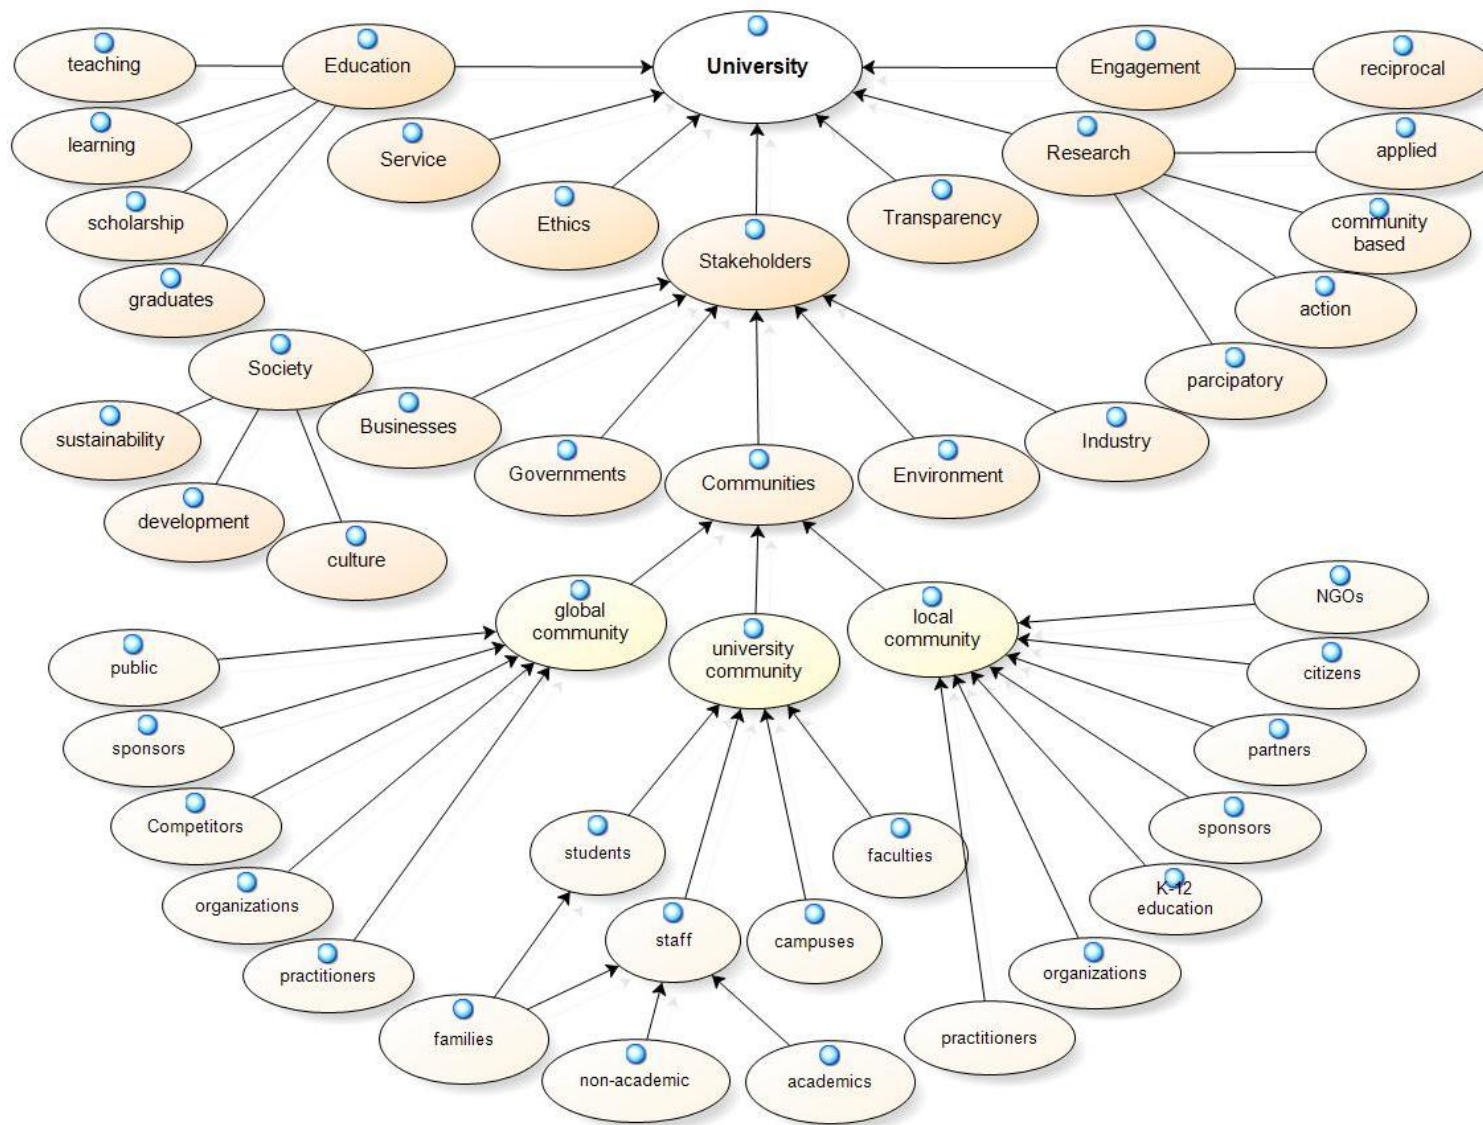 University
teaching
Education
Engagement
reciprocal
learning
Service
Research
applied
scholarship
Ethics
Transparency
community
based
graduates
Stakeholders
action
Society
parcipatory
sustainability
Businesses
Industry
Governments
Communities
Environment
development
culture
global
community
university
community
local
community
NGOs
public
citizens
sponsors
partners
Competitors
students
faculties
sponsors
organizations
staff
campuses
K-12
education
practitioners
organizations
families
practitioners
non-academic
academics